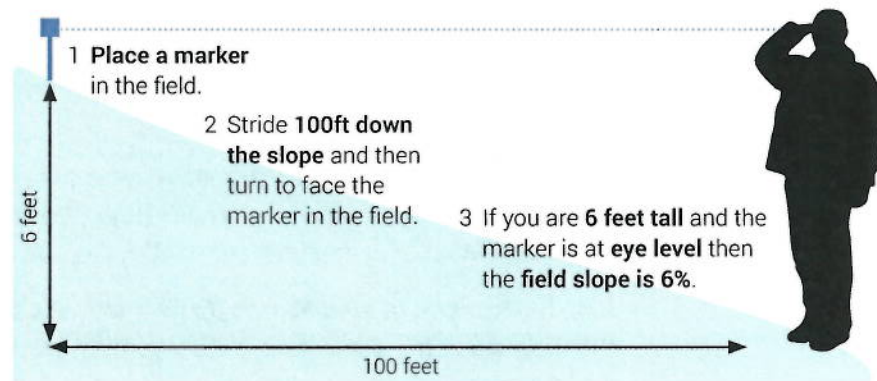 1 Place a marker
in the field.
2 Stride 100ft down
the slope and then
turn to face the
marker in the field.
3 If you are 6 feet tall and the
marker is at eye level then
the field slope is 6%.
6 feet
100 feet